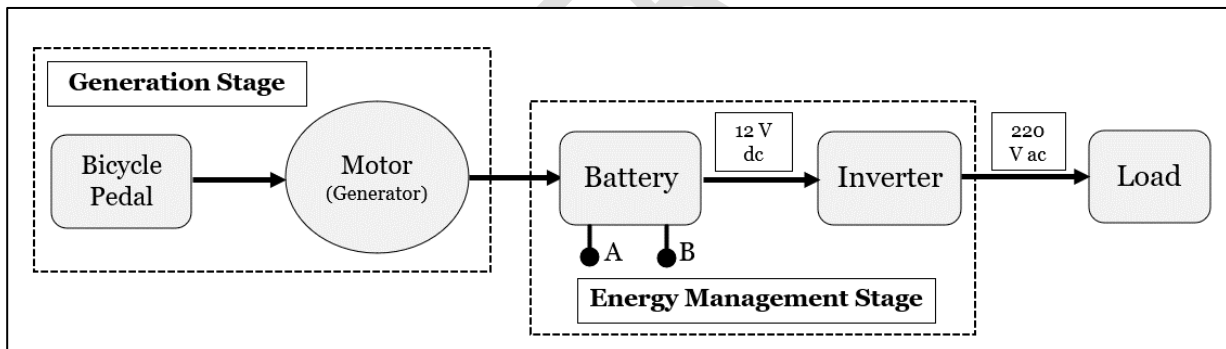 Generation Stage
Bicycle
Pedal
Motor
(Generator)
Battery
12 V
dc
Inverter
220
V ac
Load
A
B
Energy Management Stage